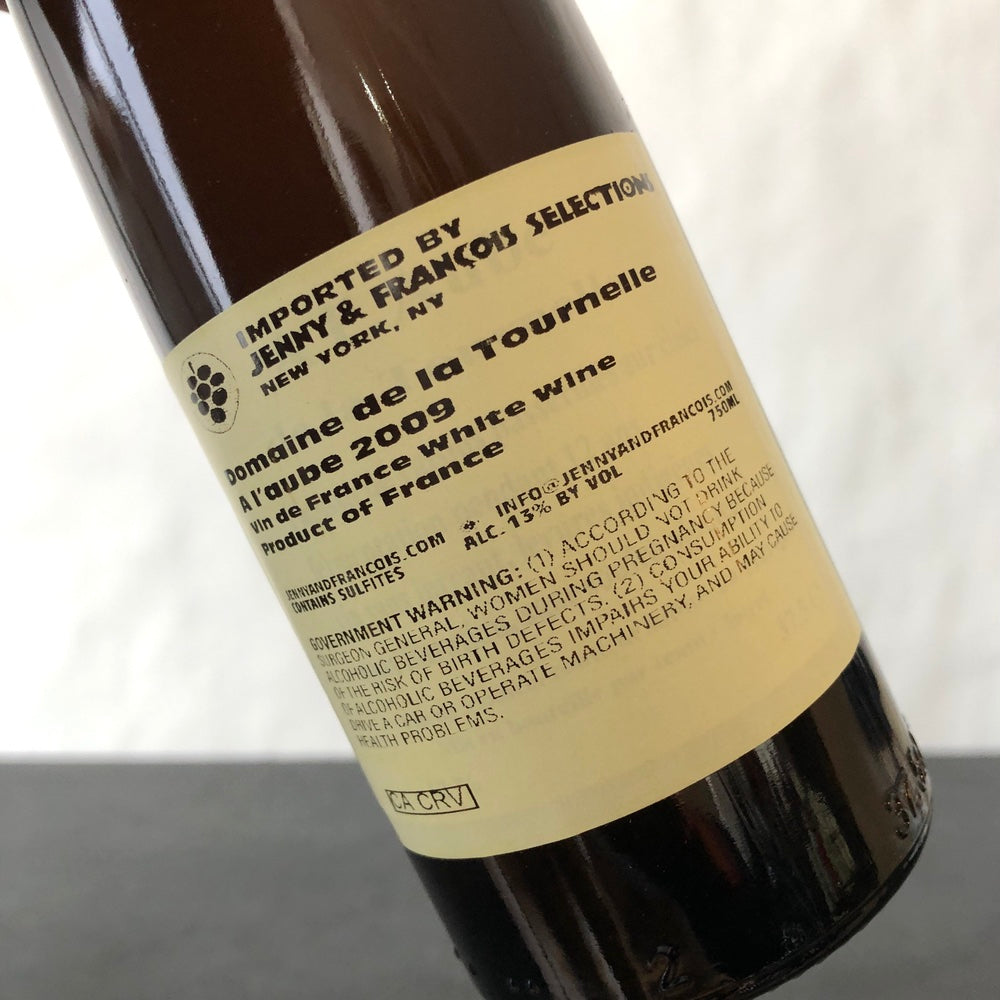 IMPORTED BY
JENNY & FRANÇOIS SELECTIONS
NEW YORK, NY
Domaine de la Tournelle
A l'aube 2009
Vin de France White Wine
Product of France
JENNYANDFRANCOIS.COM INFO@JENNYANDFRANCOIS.COM
CONTAINS SULFITES ALC. 13% BY VOL 750ML
GOVERNMENT WARNING: (1) ACCORDING TO THE
SURGEON GENERAL, WOMEN SHOULD NOT DRINK
ALCOHOLIC BEVERAGES DURING PREGNANCY BECAUSE
OF THE RISK OF BIRTH DEFECTS. (2) CONSUMPTION
OF ALCOHOLIC BEVERAGES IMPAIRS YOUR ABILITY TO
DRIVE A CAR OR OPERATE MACHINERY, AND MAY CAUSE
HEALTH PROBLEMS.
CA CRV
2